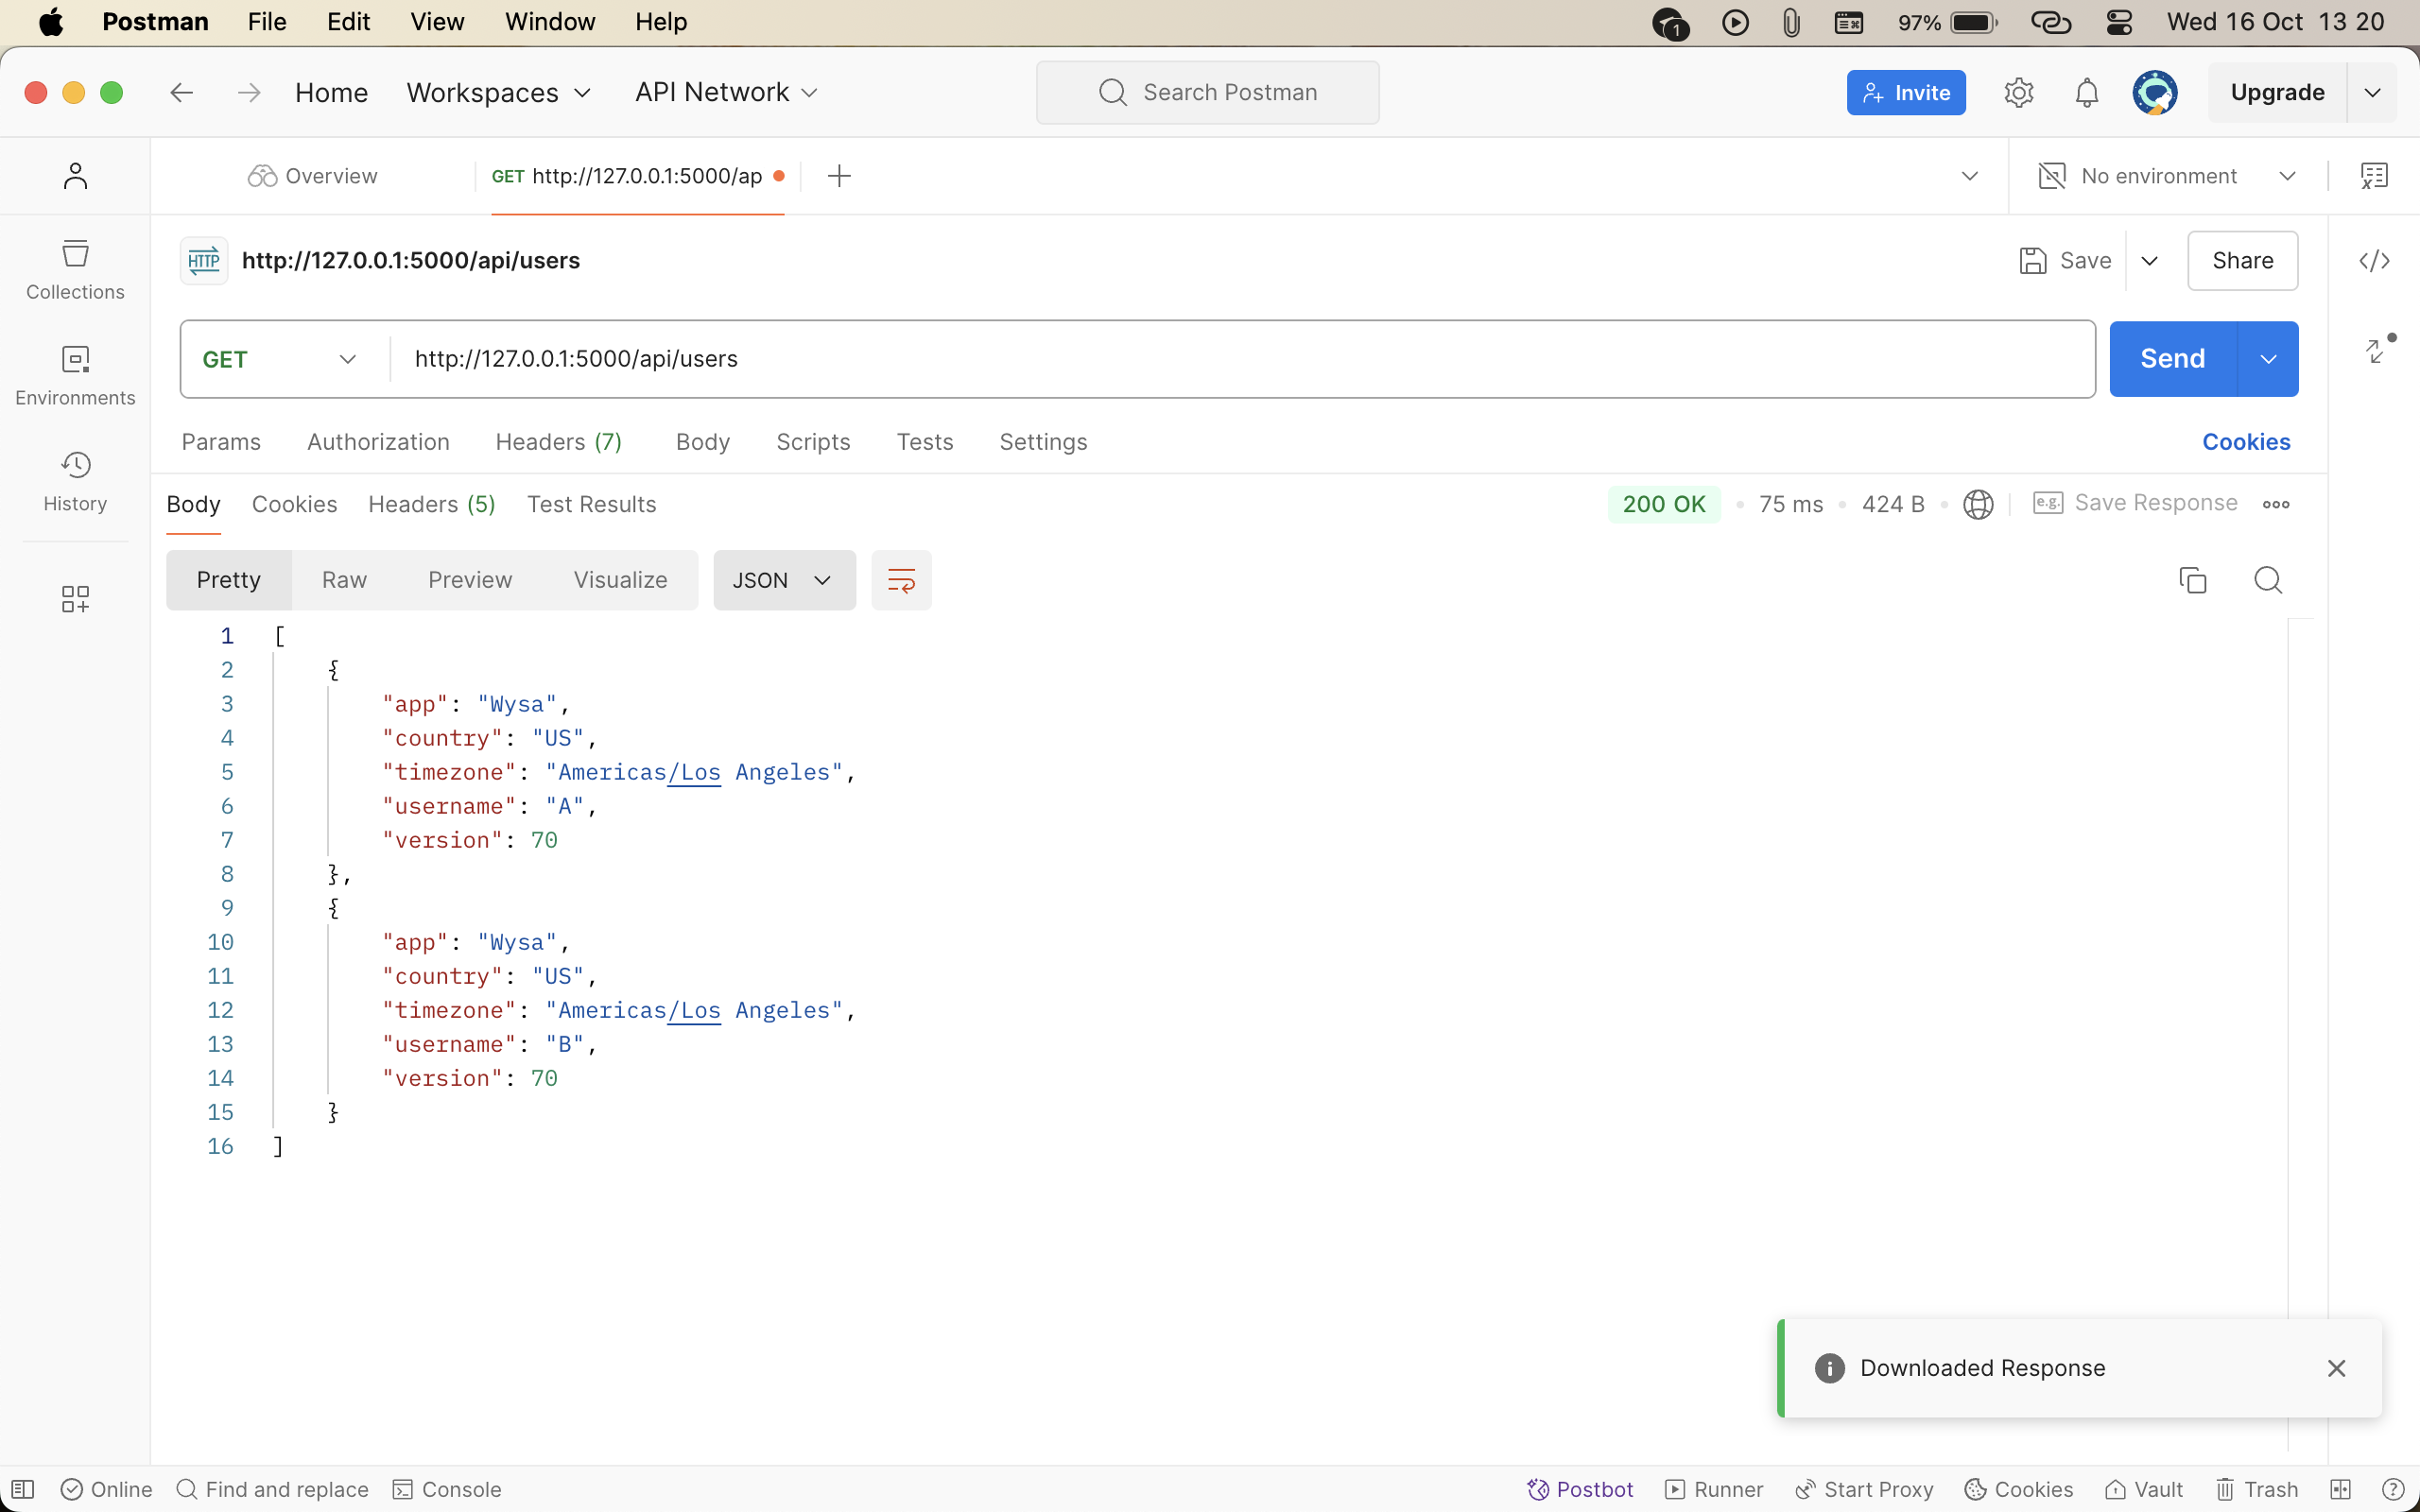 Postman File Edit View Window Help 1 97% Wed 16 Oct 13 20
Home Workspaces API Network Search Postman Invite Upgrade
Overview GET http://127.0.0.1:5000/ap No environment
HTTP http://127.0.0.1:5000/api/users Save Share
Collections
GET http://127.0.0.1:5000/api/users Send
Environments
Params Authorization Headers (7) Body Scripts Tests Settings Cookies
History
Body Cookies Headers (5) Test Results 200 OK 75 ms 424 B e.g. Save Response
Pretty Raw Preview Visualize JSON
1 [
2 {
3 "app": "Wysa",
4 "country": "US",
5 "timezone": "Americas/Los Angeles",
6 "username": "A",
7 "version": 70
8 },
9 {
10 "app": "Wysa",
11 "country": "US",
12 "timezone": "Americas/Los Angeles",
13 "username": "B",
14 "version": 70
15 }
16 ]
Downloaded Response
Online Find and replace Console Postbot Runner Start Proxy Cookies Vault Trash